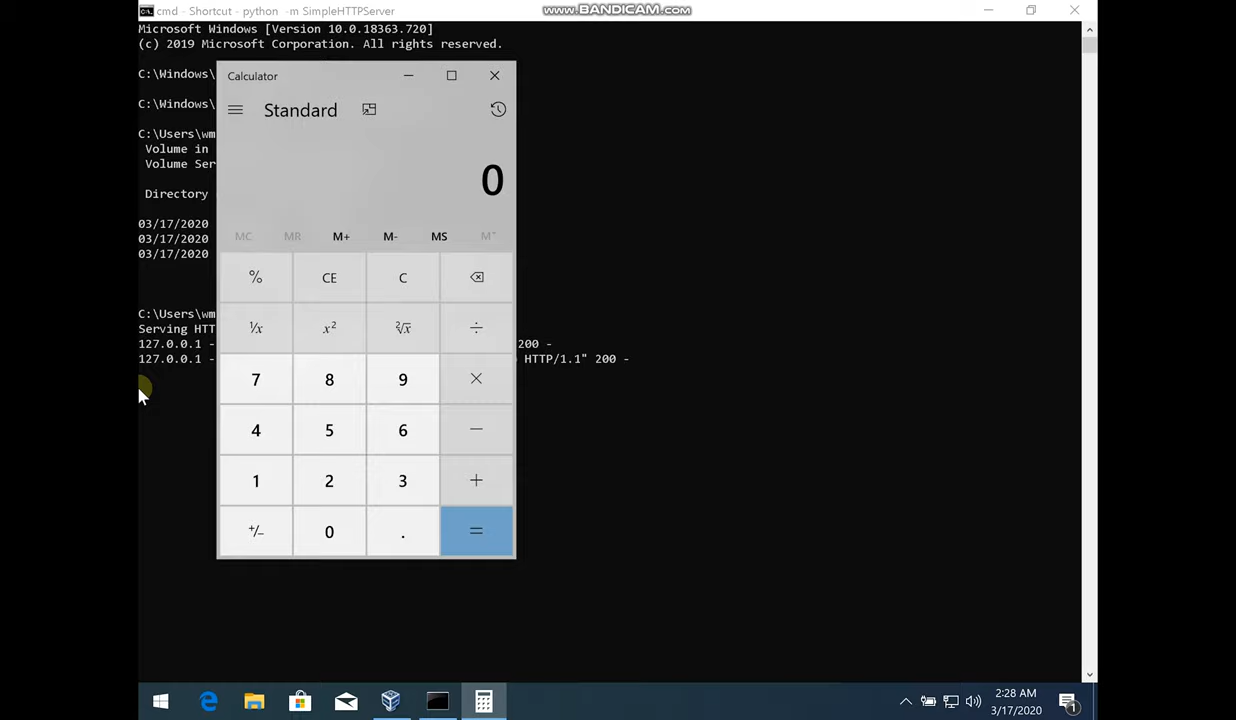 cmd - Shortcut - python -m SimpleHTTPServer
www.BANDICAM.com
Microsoft Windows [Version 10.0.18363.720]
(c) 2019 Microsoft Corporation. All rights reserved.
C:\Windows\
C:\Windows\
C:\Users\wm
Volume in
Volume Ser
Directory
03/17/2020
03/17/2020
03/17/2020
C:\Users\wm
Serving HTT
127.0.0.1 - 200 -
127.0.0.1 - HTTP/1.1" 200 -
Calculator
Standard
0
MC MR M+ M- MS Mˇ
% CE C
¹/x x² ²√x ÷
7 8 9 ×
4 5 6 −
1 2 3 +
+/− 0 . =
2:28 AM
3/17/2020
1